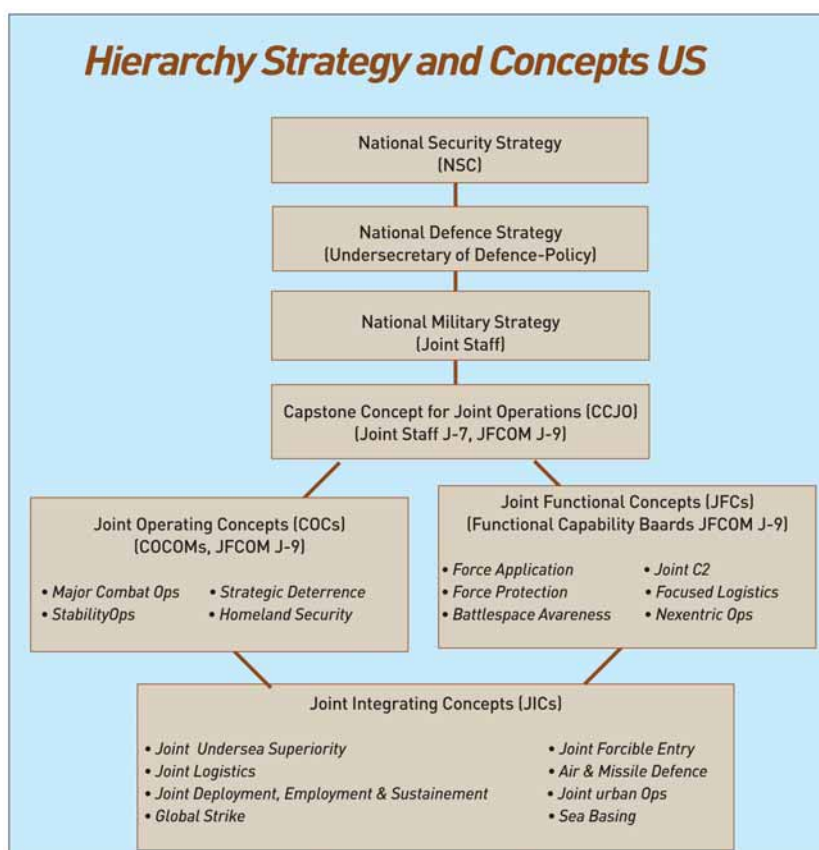 Hierarchy Strategy and Concepts US
National Security Strategy
(NSC)
National Defence Strategy
(Undersecretary of Defence-Policy)
National Military Strategy
(Joint Staff)
Capstone Concept for Joint Operations (CCJO)
(Joint Staff J-7, JFCOM J-9)
Joint Operating Concepts (COCs)
(COCOMs, JFCOM J-9)
• Major Combat Ops
• StabilityOps
• Strategic Deterrence
• Homeland Security
Joint Functional Concepts (JFCs)
(Functional Capability Baards JFCOM J-9)
• Force Application
• Force Protection
• Battlespace Avareness
• Joint C2
• Focused Logistics
• Nexentric Ops
Joint Integrating Concepts (JICs)
• Joint Undersea Superiority
• Joint Logistics
• Joint Deployment, Employment & Sustainement
• Global Strike
• Joint Forcible Entry
• Air & Missile Defence
• Joint urban Ops
• Sea Basing